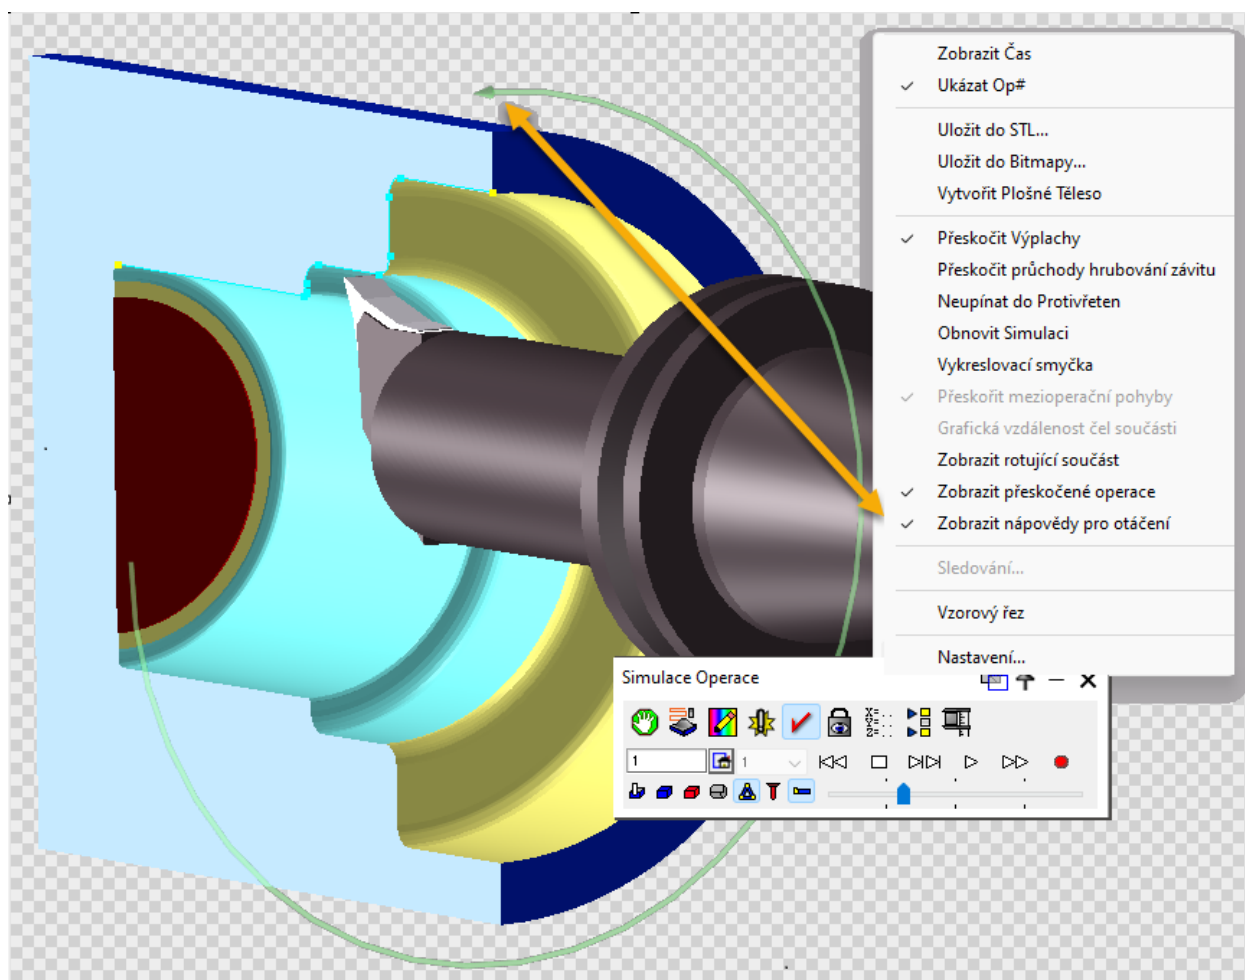 Zobrazit Čas
Ukázat Op#
Uložit do STL...
Uložit do Bitmapy...
Vytvořit Plošné Těleso
Přeskočit Výplachy
Přeskočit průchody hrubování závitu
Neupínat do Protivřeten
Obnovit Simulaci
Vykreslovací smyčka
Přeskořit mezioperační pohyby
Grafická vzdálenost čel součásti
Zobrazit rotující součást
Zobrazit přeskočené operace
Zobrazit nápovědy pro otáčení
Sledování...
Vzorový řez
Nastavení...
Simulace Operace
X=
Y=
Z=
1
1